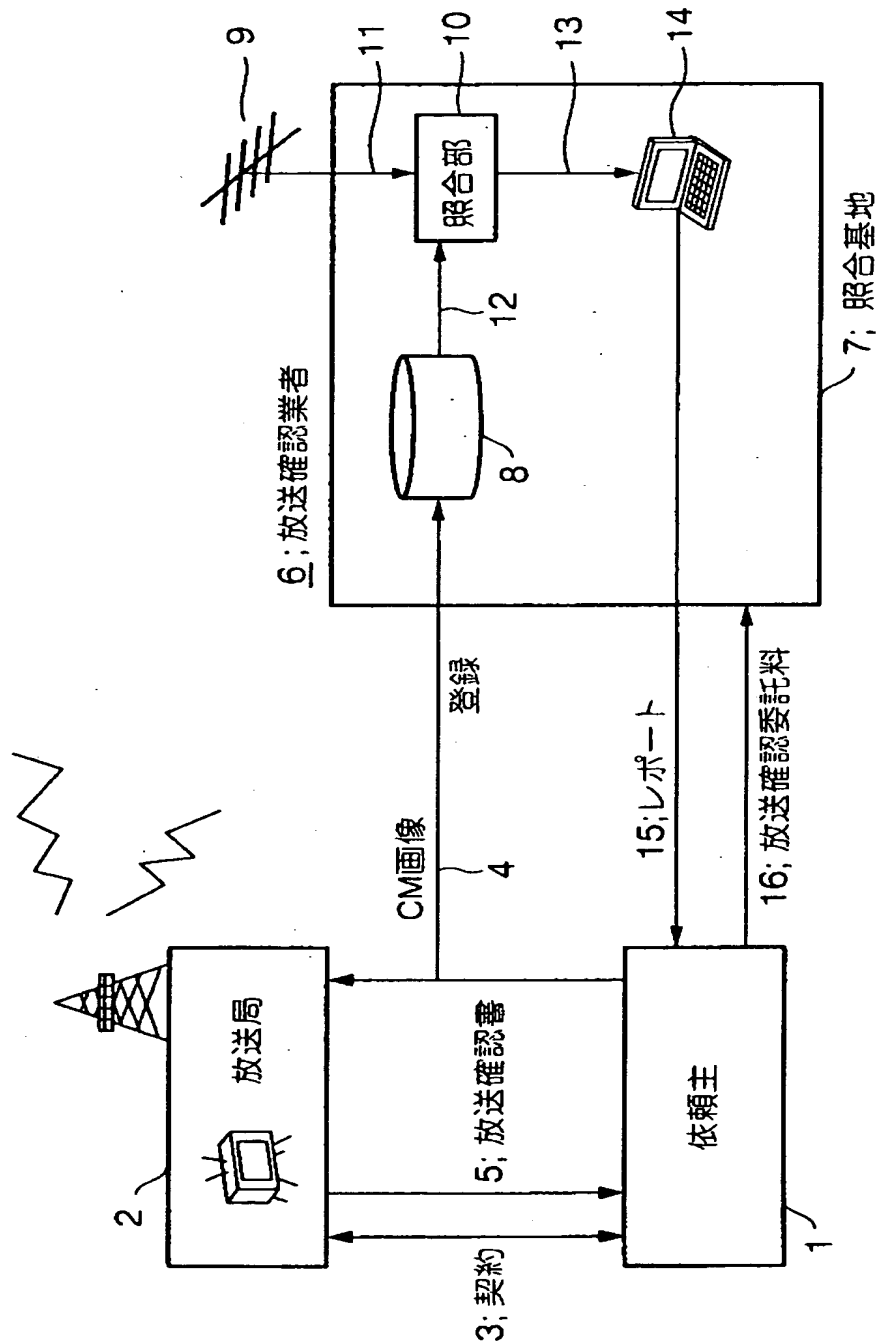 2
放送局
3; 契約
5; 放送確認書
CM画像
4
登録
依頼主
1
15;レポート
16; 放送確認委託料
6; 放送確認業者
9
11
10
照合部
12
8
13
14
7; 照合基地